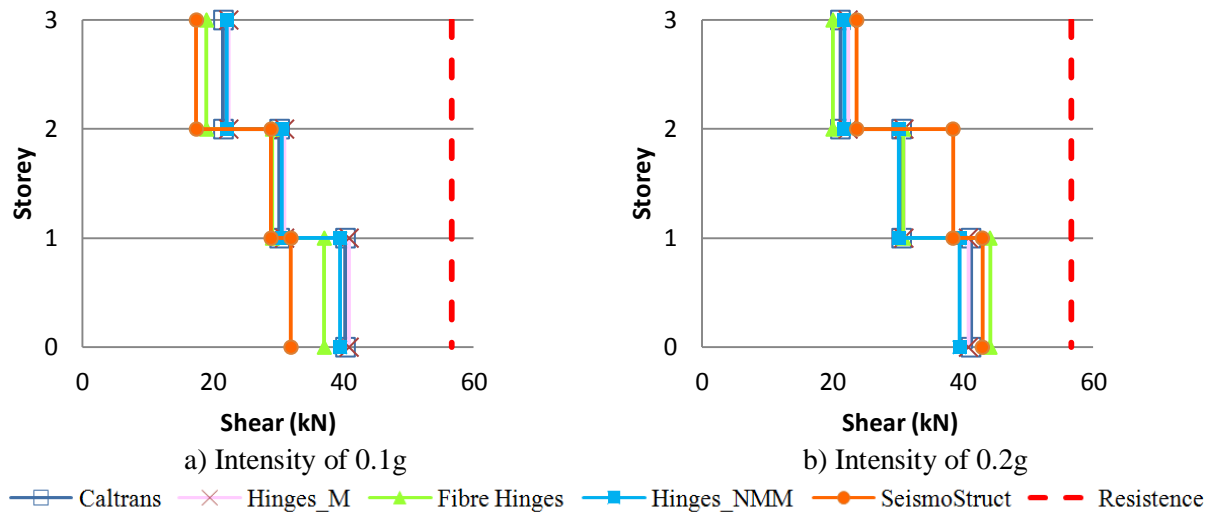 3
2
1
0
Storey
0 20 40 60
Shear (kN)
a) Intensity of 0.1g
3
2
1
0
Storey
0 20 40 60
Shear (kN)
b) Intensity of 0.2g
Caltrans Hinges_M Fibre Hinges Hinges_NMM SeismoStruct Resistence